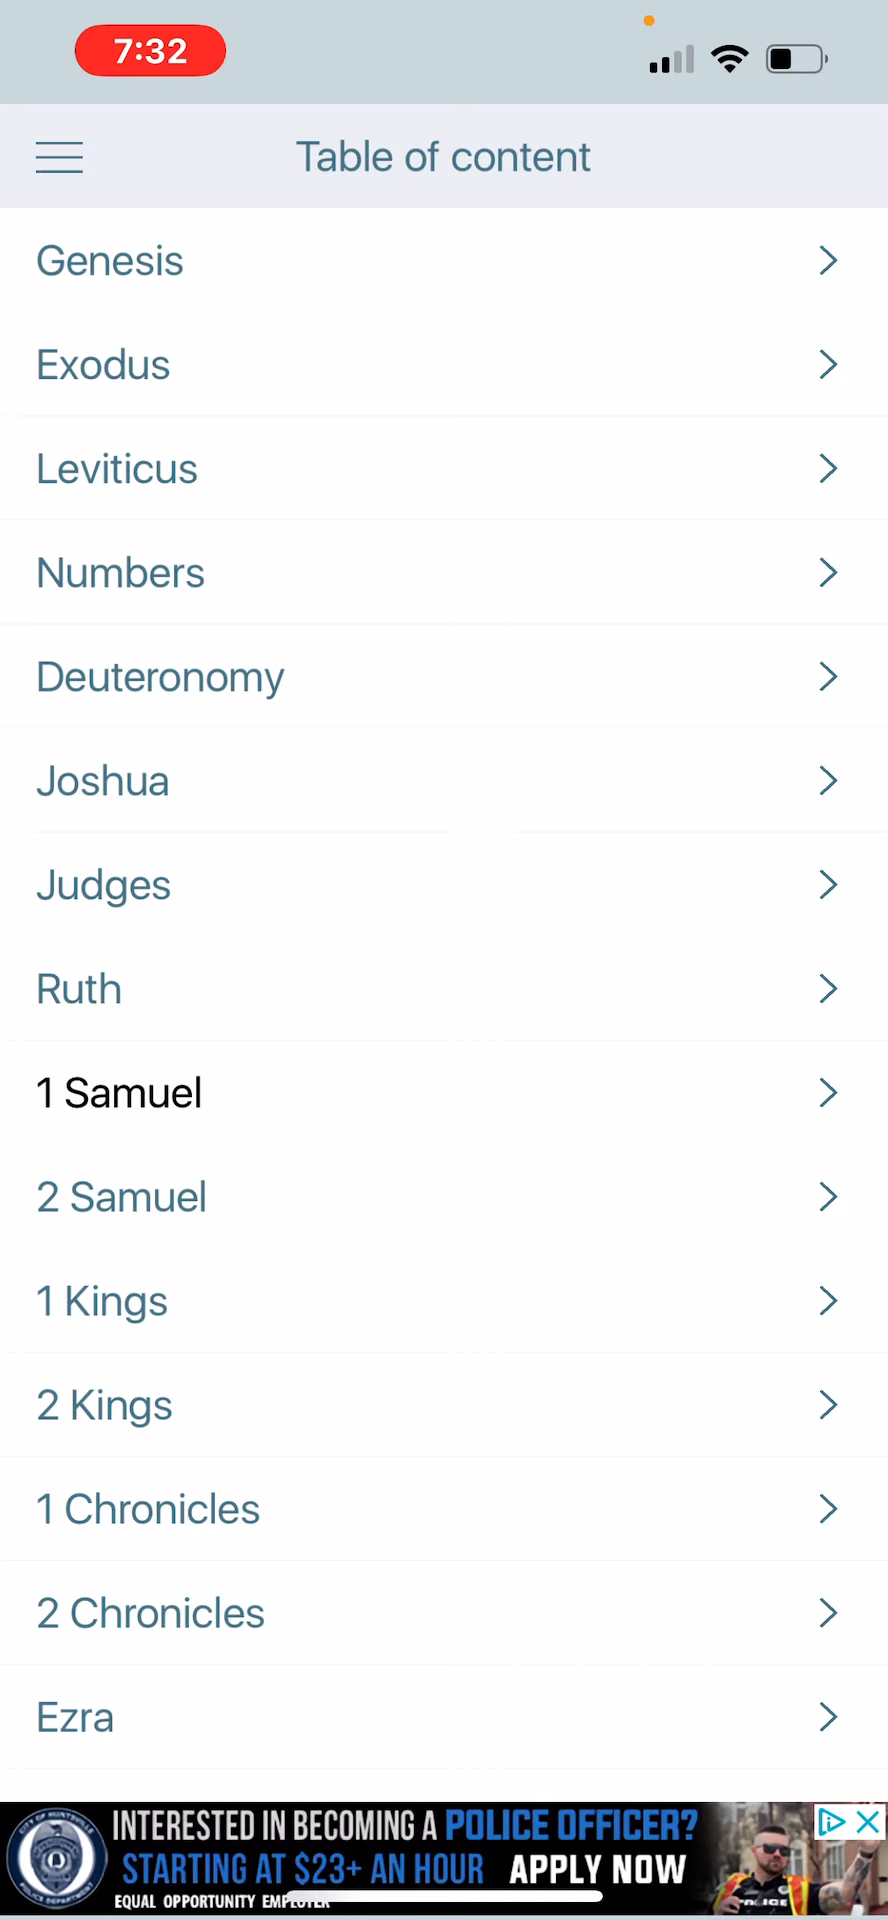 7:32
Table of content
Genesis
Exodus
Leviticus
Numbers
Deuteronomy
Joshua
Judges
Ruth
1 Samuel
2 Samuel
1 Kings
2 Kings
1 Chronicles
2 Chronicles
Ezra
INTERESTED IN BECOMING A POLICE OFFICER?
STARTING AT $23+ AN HOUR APPLY NOW
EQUAL OPPORTUNITY EMPLOYER